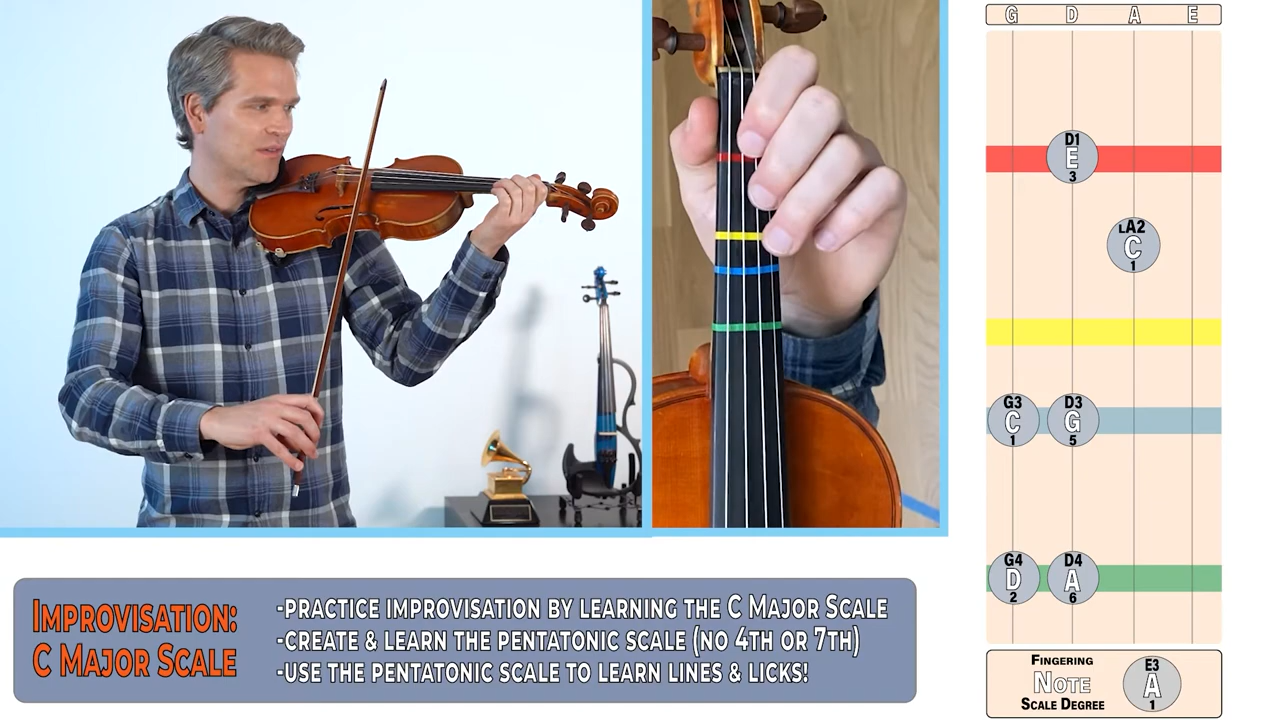 G D A E
D1
E
3
LA2
C
1
G3 D3
C G
1 5
G4 D4
D A
2 6
Improvisation:
C Major Scale
-practice improvisation by learning the C Major Scale
-create & learn the pentatonic scale (no 4th or 7th)
-use the pentatonic scale to learn lines & licks!
Fingering
Note
Scale Degree
E3
A
1